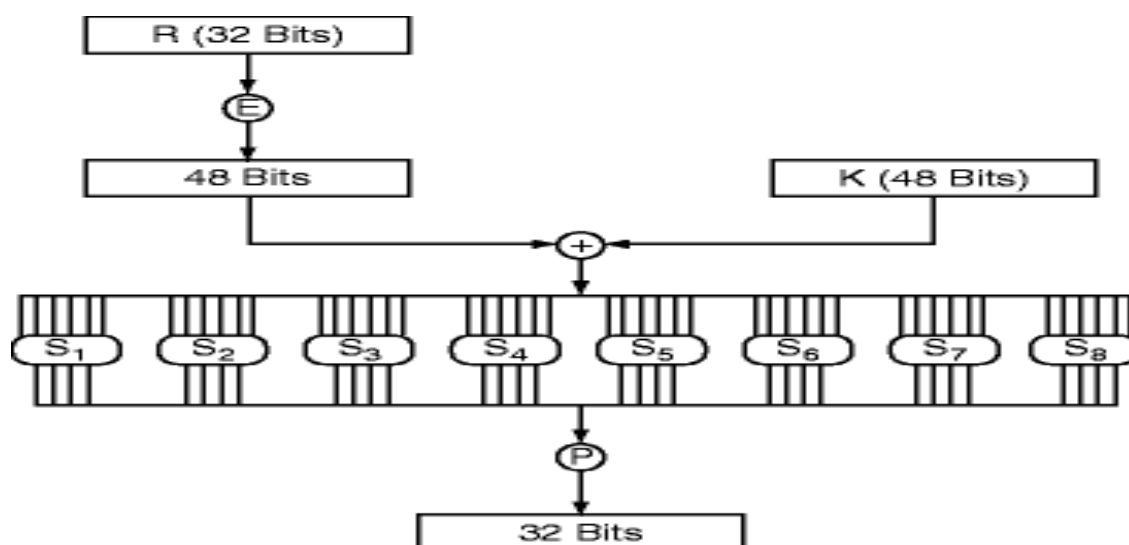 R (32 Bits)
E
48 Bits
K (48 Bits)
+
S1 S2 S3 S4 S5 S6 S7 S8
P
32 Bits